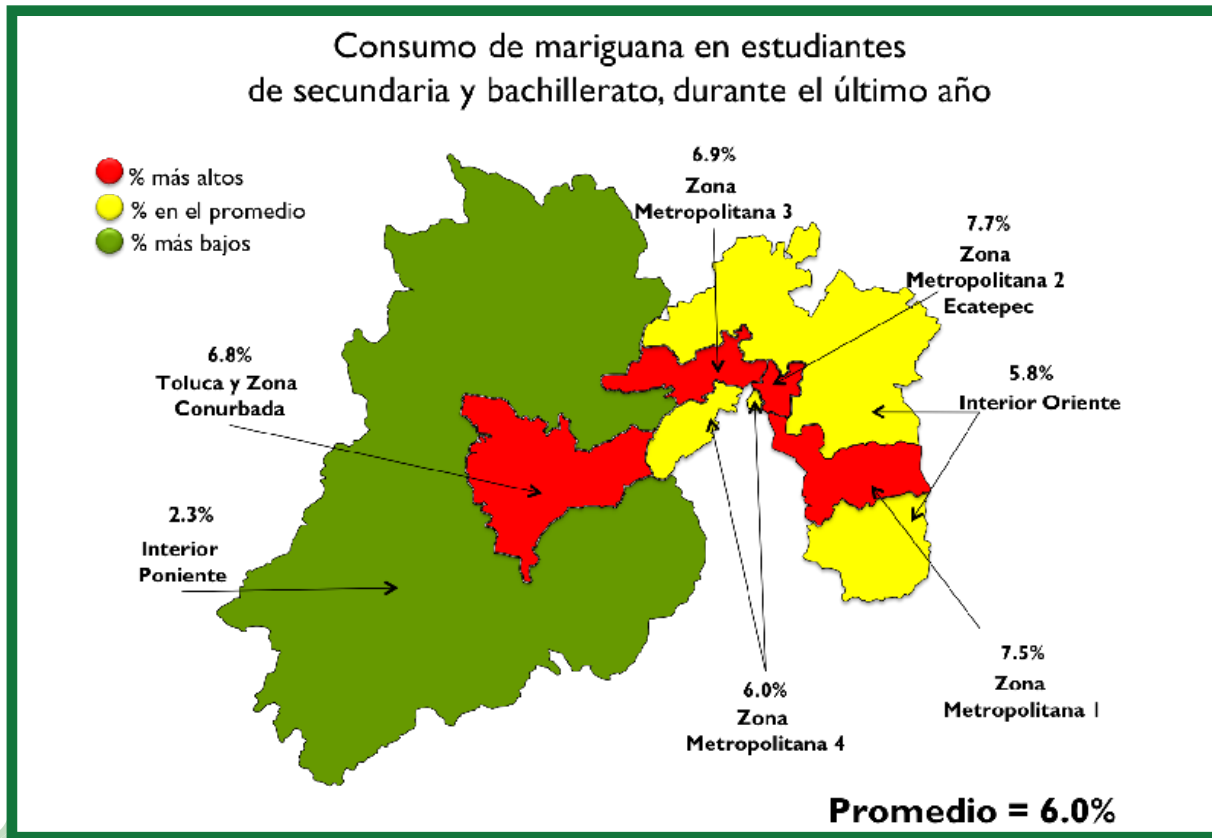 Consumo de mariguana en estudiantes
de secundaria y bachillerato, durante el último año
% más altos
% en el promedio
% más bajos
6.9%
Zona
Metropolitana 3
7.7%
Zona
Metropolitana 2
Ecatepec
6.8%
Toluca y Zona
Conurbada
5.8%
Interior Oriente
2.3%
Interior
Poniente
7.5%
Zona
Metropolitana 1
6.0%
Zona
Metropolitana 4
Promedio = 6.0%